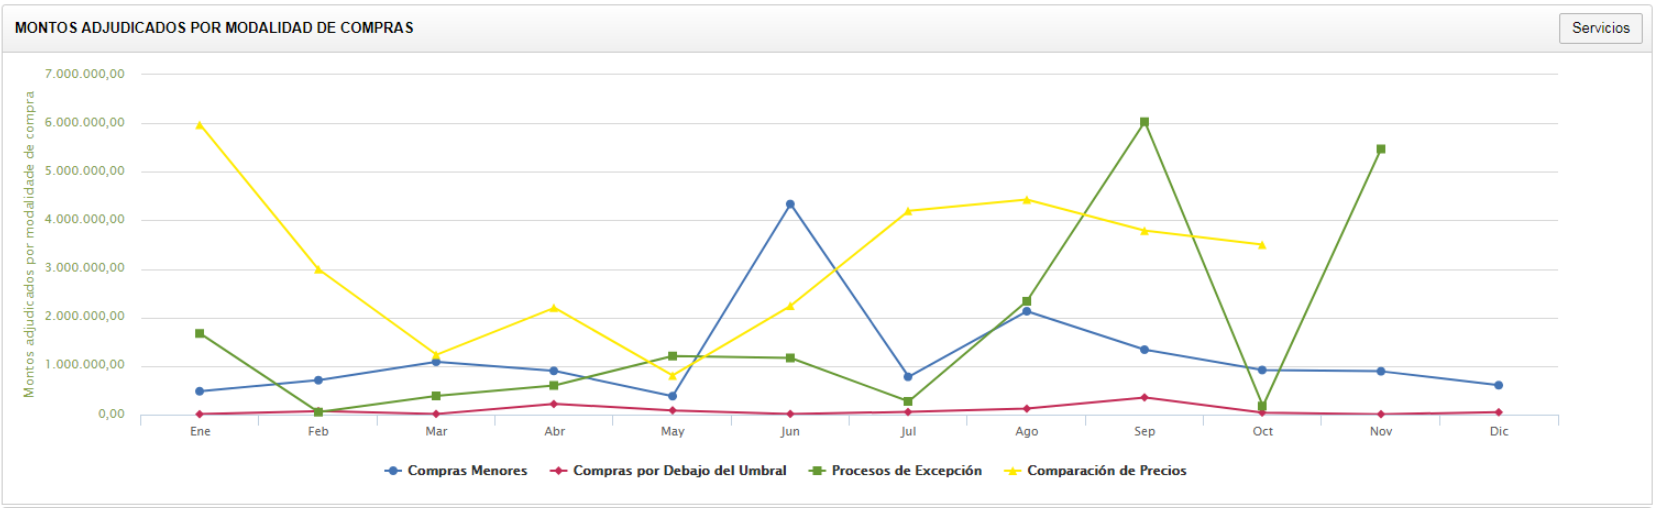 MONTOS ADJUDICADOS POR MODALIDAD DE COMPRAS
Servicios
Montos adjudicados por modalidade de compra
7.000.000,00
6.000.000,00
5.000.000,00
4.000.000,00
3.000.000,00
2.000.000,00
1.000.000,00
0,00
Ene Feb Mar Abr May Jun Jul Ago Sep Oct Nov Dic
Compras Menores Compras por Debajo del Umbral Procesos de Excepción Comparación de Precios